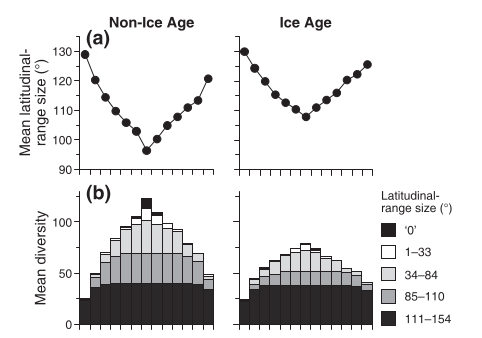 Non-Ice Age
Ice Age
(a)
Mean latitudinal-
range size (°)
130
120
110
100
90
(b)
Mean diversity
100
50
0
Latitudinal-
range size (°)
‘0’
1–33
34–84
85–110
111–154